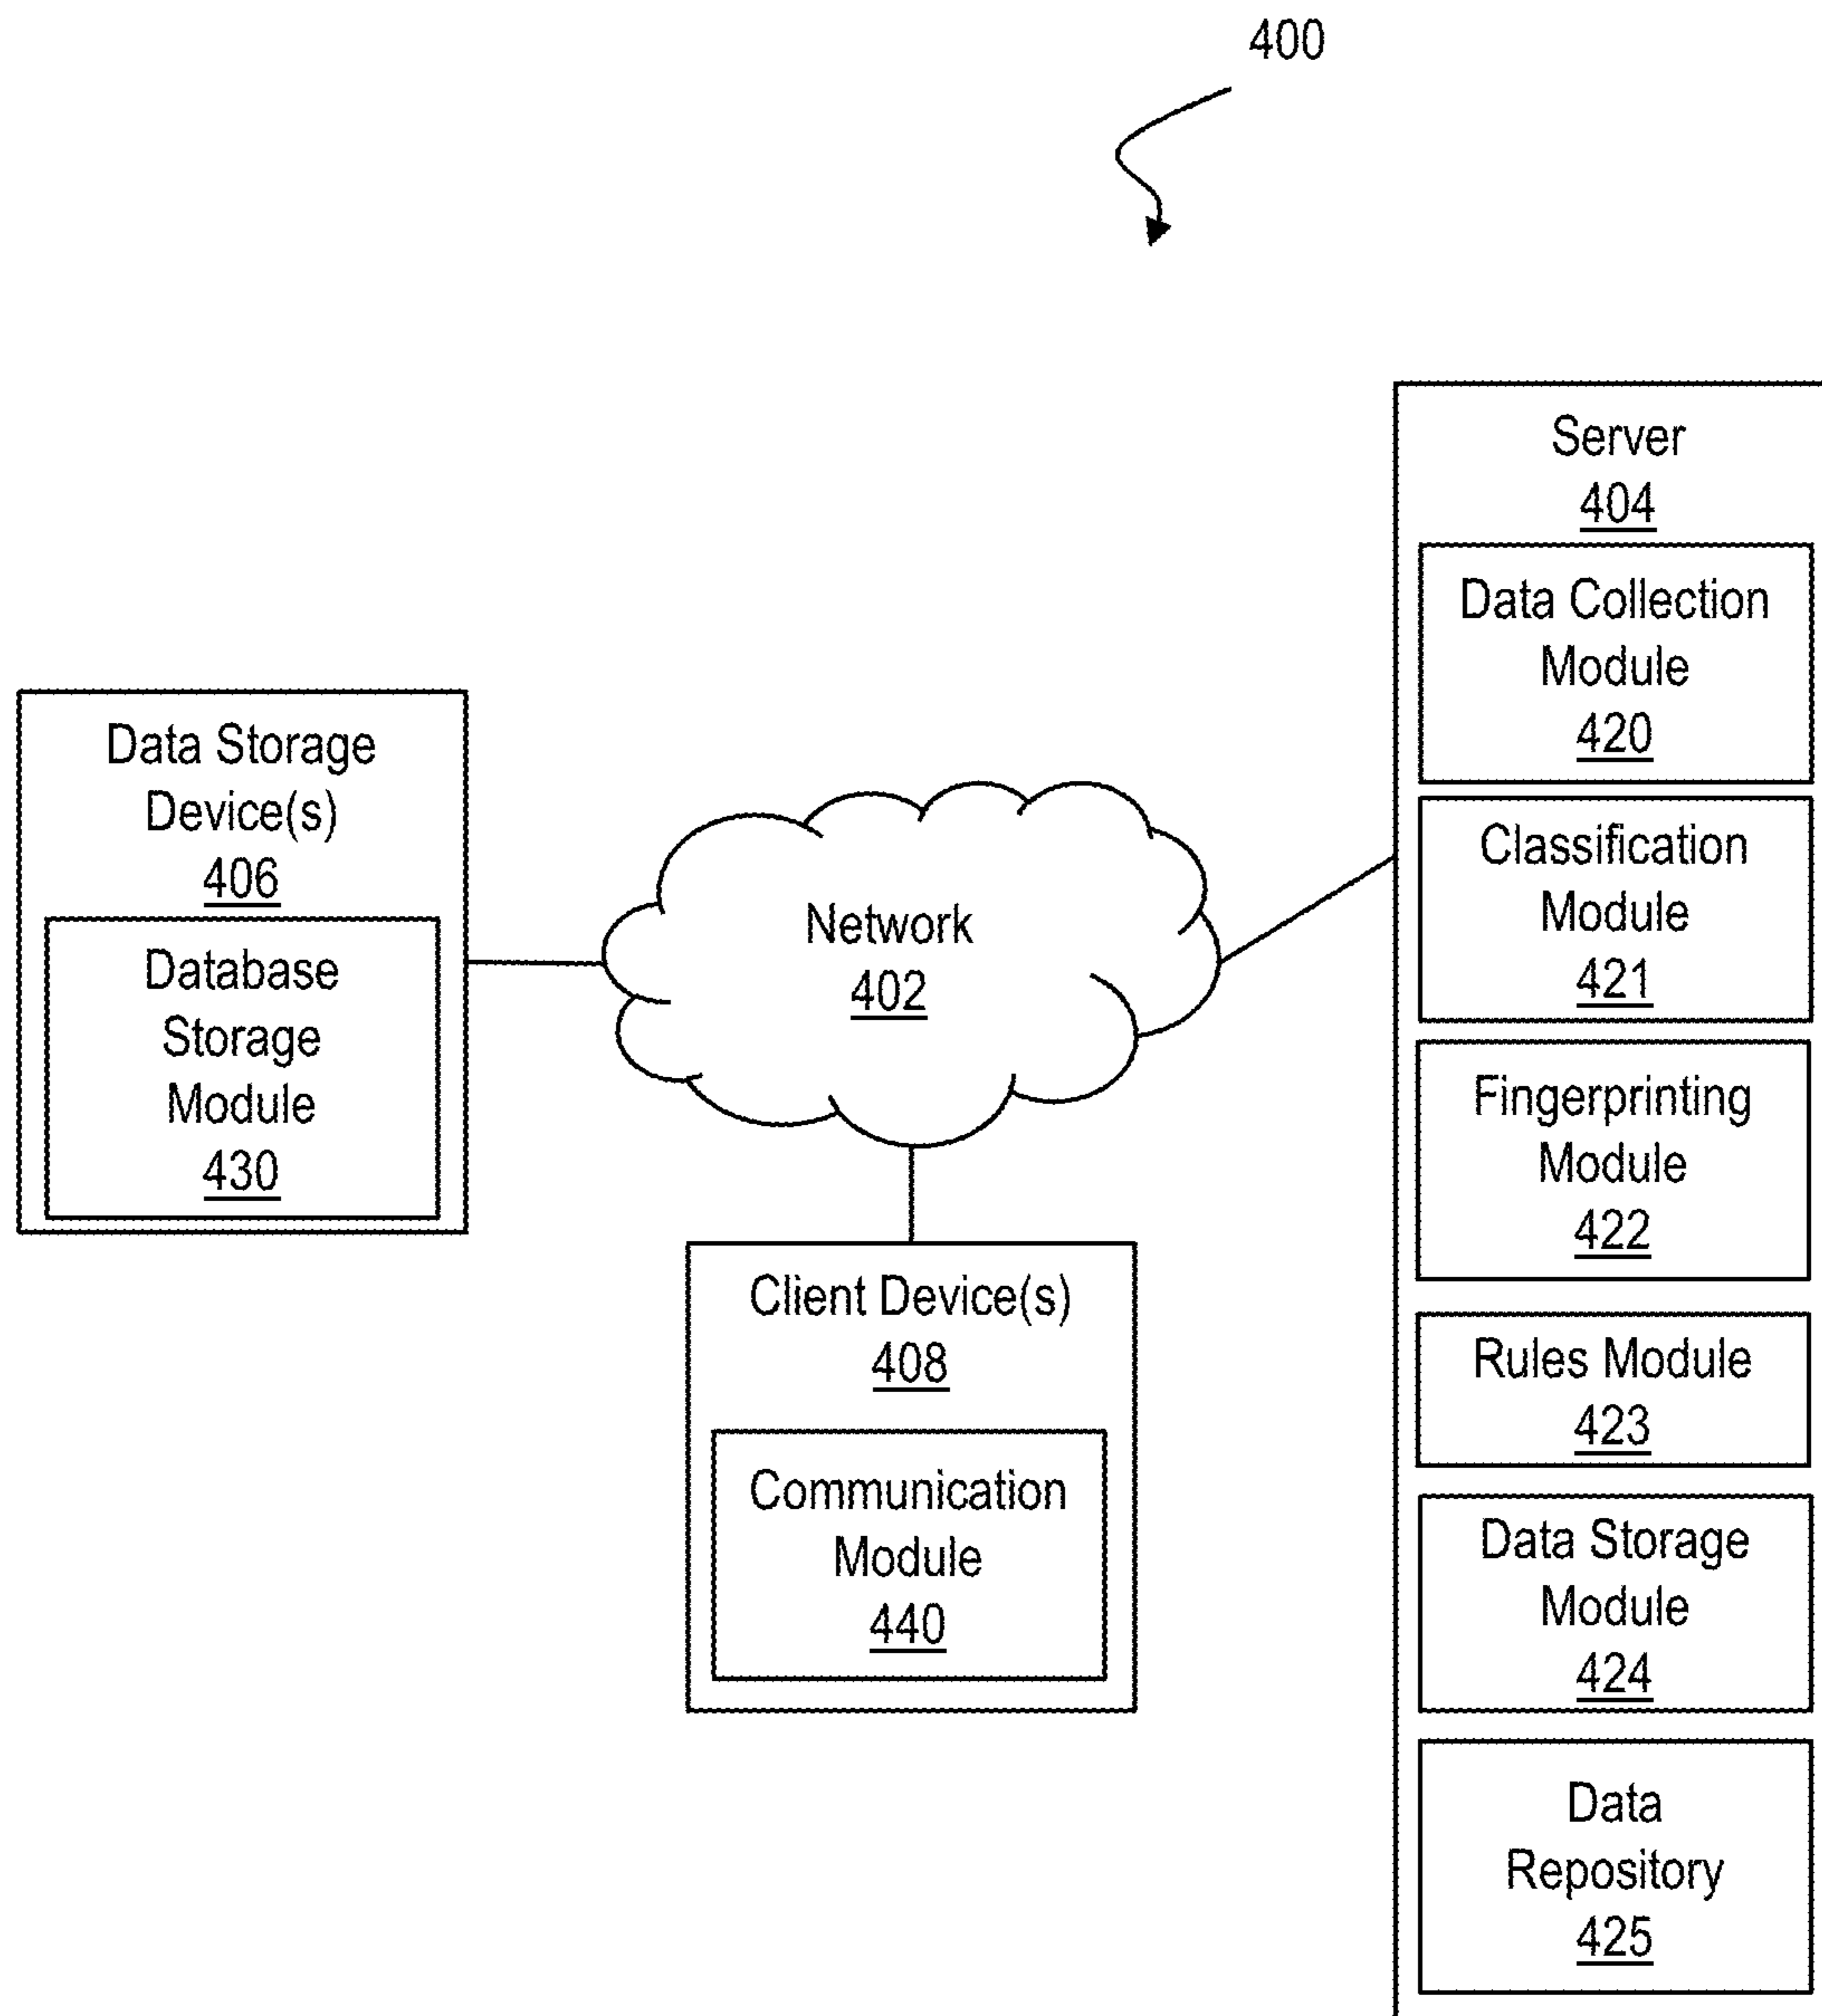 400
Server
404
Data Collection
Module
420
Classification
Module
421
Fingerprinting
Module
422
Rules Module
423
Data Storage
Module
424
Data
Repository
425
Data Storage
Device(s)
406
Database
Storage
Module
430
Network
402
Client Device(s)
408
Communication
Module
440